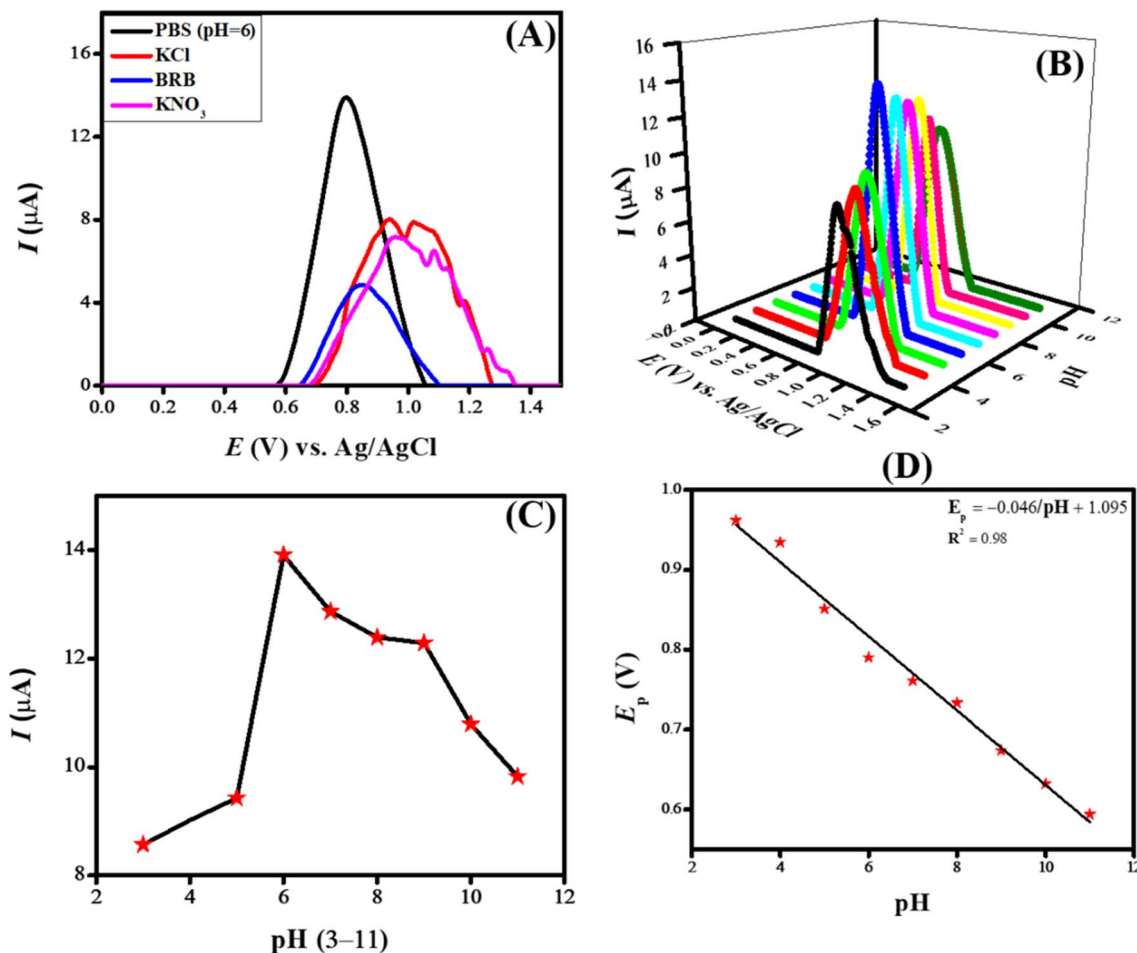 (A)
PBS (pH=6)
KCl
BRB
KNO₃
16
12
8
4
0
I (µA)
0.0 0.2 0.4 0.6 0.8 1.0 1.2 1.4
E (V) vs. Ag/AgCl
(B)
16
14
12
10
8
6
4
2
I (µA)
0.0 0.2 0.4 0.6 0.8 1.0 1.2 1.4 1.6
E (V) vs. Ag/AgCl
2 4 6 8 10 12
pH
(C)
14
12
10
8
I (µA)
2 4 6 8 10 12
pH (3–11)
(D)
Eₚ = −0.046/pH + 1.095
R² = 0.98
1.0
0.9
0.8
0.7
0.6
Eₚ (V)
2 4 6 8 10 12
pH